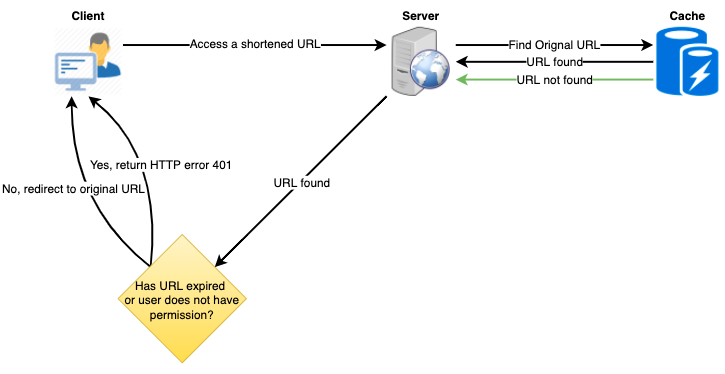 Client
Server
Cache
Access a shortened URL
Find Orignal URL
URL found
URL not found
Yes, return HTTP error 401
URL found
No, redirect to original URL
Has URL expired
or user does not have
permission?